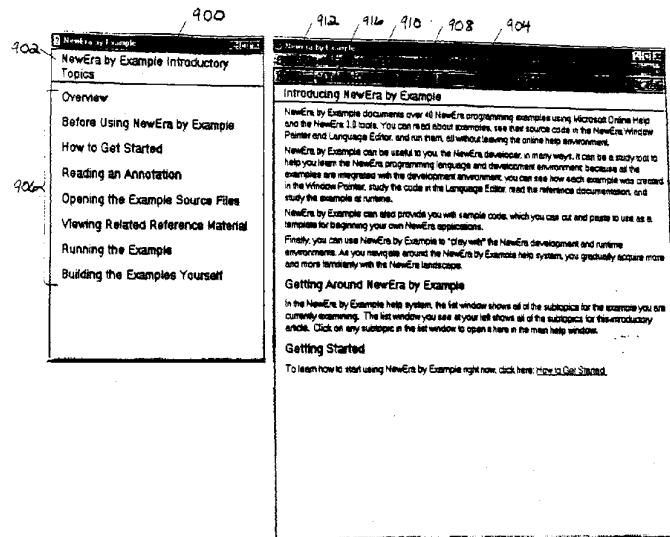 900
912 916 910 908 904
902
NewEra by Example
NewEra by Example
NewEra by Example Introductory
Topics
906
Overview
Before Using NewEra by Example
How to Get Started
Reading an Annotation
Opening the Example Source Files
Viewing Related Reference Material
Running the Example
Building the Examples Yourself
Introducing NewEra by Example
NewEra by Example documents over 40 NewEra programming examples using Microsoft Online Help
and the NewEra 3.0 tools. You can read about examples, see their source code in the NewEra Window
Painter and Language Editor, and run them, all without leaving the online help environment.
NewEra by Example can be useful to you, the NewEra developer, in many ways. It can be a study tool to
help you learn the NewEra programming language and development environment; because all the
examples are integrated with the development environment, you can see how each example was created
in the Window Painter, study the code in the Language Editor, read the reference documentation, and
study the example at runtime.
NewEra by Example can also provide you with sample code, which you can cut and paste to use as a
template for beginning your own NewEra applications.
Finally, you can use NewEra by Example to "play with" the NewEra development and runtime
environments. As you navigate around the NewEra by Example help system, you gradually acquire more
and more familiarity with the NewEra landscape.
Getting Around NewEra by Example
In the NewEra by Example help system, the list window shows all of the subtopics for the example you are
currently examining. The list window you see at your left shows all of the subtopics for this introductory
article. Click on any subtopic in the list window to open it here in the main help window.
Getting Started
To learn how to start using NewEra by Example right now, click here: How to Get Started